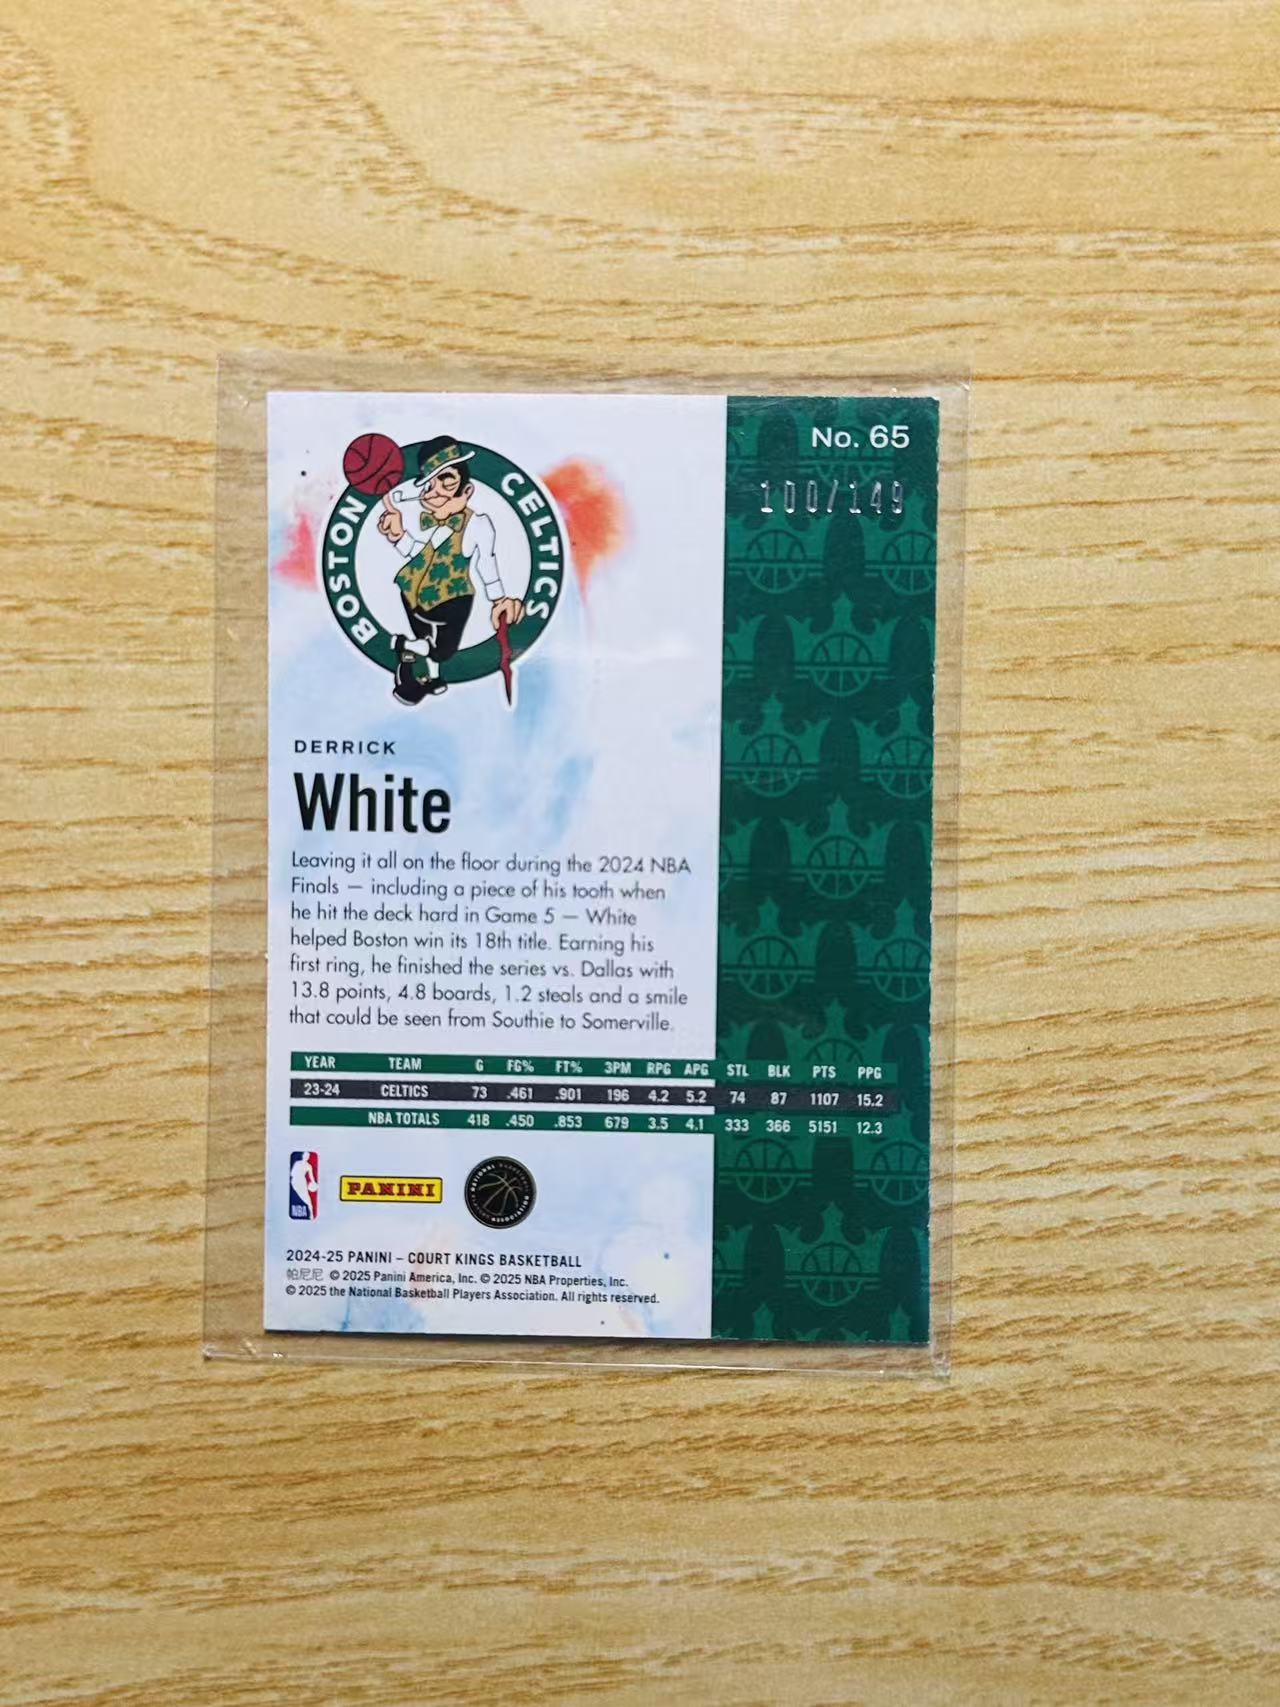 No. 65
100/149
BOSTON CELTICS
DERRICK
White
Leaving it all on the floor during the 2024 NBA
Finals — including a piece of his tooth when
he hit the deck hard in Game 5 — White
helped Boston win its 18th title. Earning his
first ring, he finished the series vs. Dallas with
13.8 points, 4.8 boards, 1.2 steals and a smile
that could be seen from Southie to Somerville.
YEAR TEAM G FG% FT% 3PM RPG APG STL BLK PTS PPG
23-24 CELTICS 73 .461 .901 196 4.2 5.2 74 87 1107 15.2
NBA TOTALS 418 .450 .853 679 3.5 4.1 333 366 5151 12.3
NBA
PANINI
NATIONAL BASKETBALL PLAYERS ASSOCIATION
2024-25 PANINI – COURT KINGS BASKETBALL
帕尼尼 © 2025 Panini America, Inc. © 2025 NBA Properties, Inc.
© 2025 the National Basketball Players Association. All rights reserved.